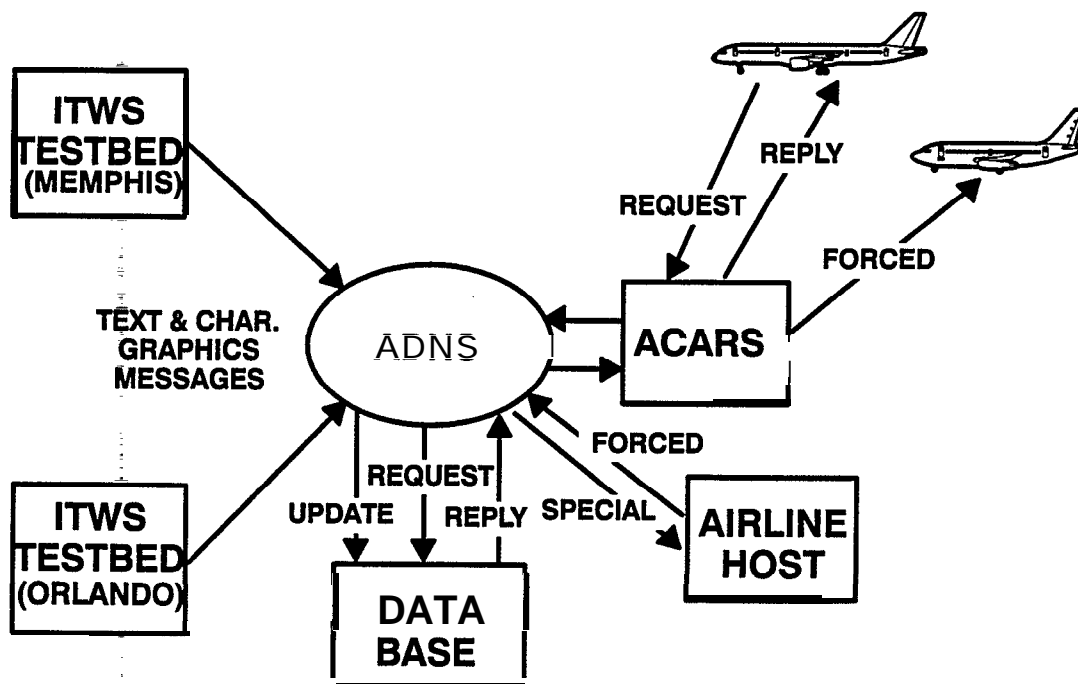 ITWS
TESTBED
(MEMPHIS)
REPLY
REQUEST
FORCED
TEXT & CHAR.
GRAPHICS
MESSAGES
ADNS
ACARS
FORCED
REQUEST
UPDATE
REPLY
SPECIAL
ITWS
TESTBED
(ORLANDO)
AIRLINE
HOST
DATA
BASE